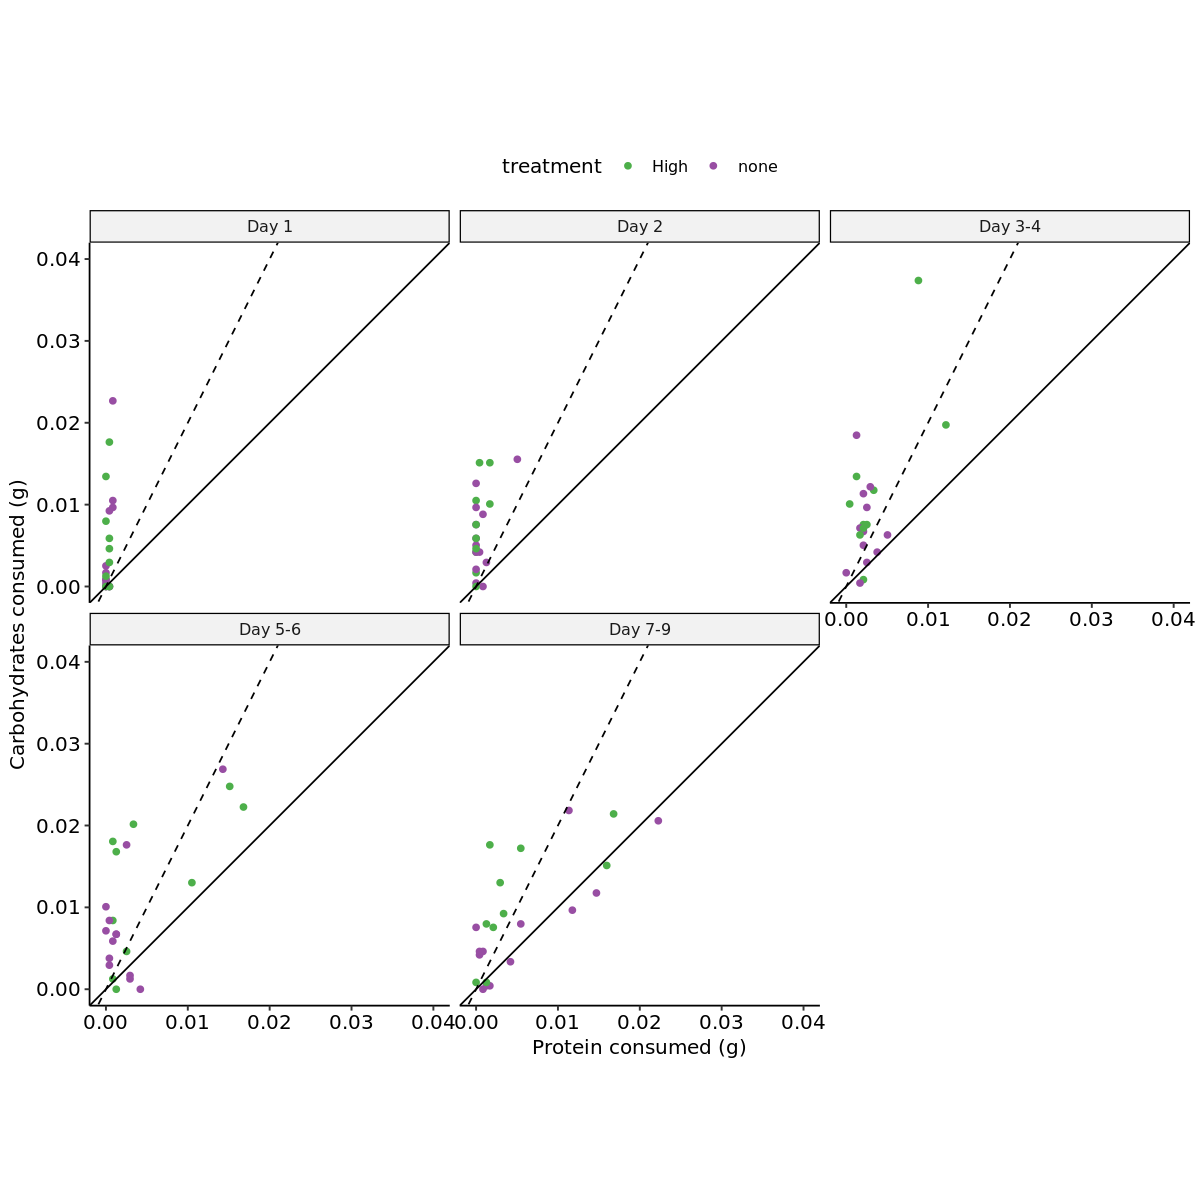 treatment High none
Day 1 Day 2 Day 3-4
0.04
0.03
0.02
0.01
0.00
0.00 0.01 0.02 0.03 0.04
Day 5-6 Day 7-9
0.04
0.03
0.02
0.01
0.00
0.00 0.01 0.02 0.03 0.04 0.00 0.01 0.02 0.03 0.04
Protein consumed (g)
Carbohydrates consumed (g)